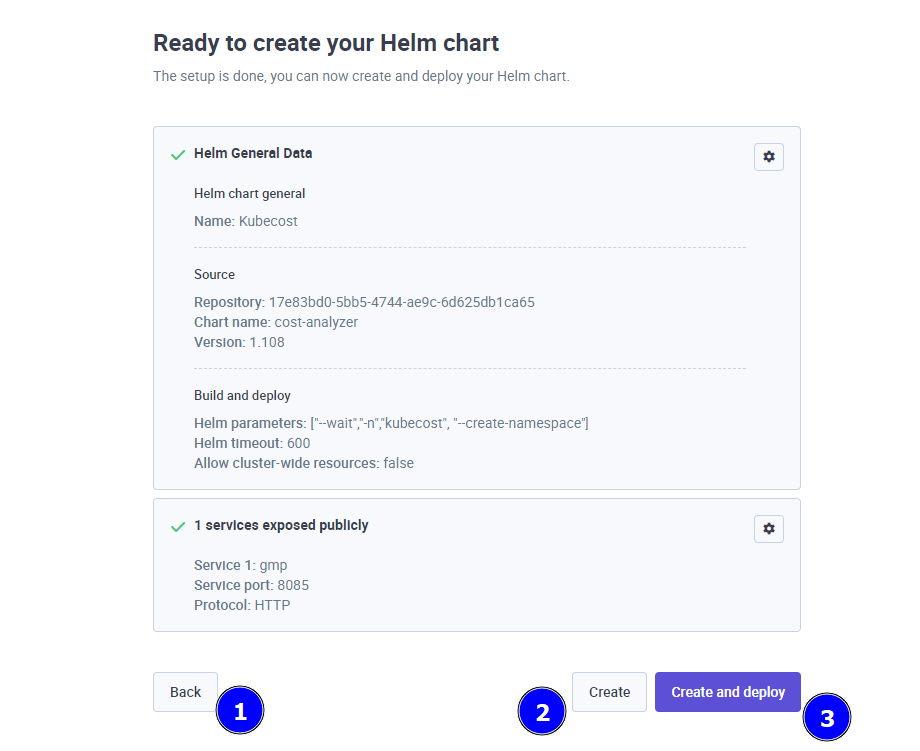 Ready to create your Helm chart
The setup is done, you can now create and deploy your Helm chart.
Helm General Data
Helm chart general
Name: Kubecost
Source
Repository: 17e83bd0-5bb5-4744-ae9c-6d625db1ca65
Chart name: cost-analyzer
Version: 1.108
Build and deploy
Helm parameters: ["--wait","-n","kubecost", "--create-namespace"]
Helm timeout: 600
Allow cluster-wide resources: false
1 services exposed publicly
Service 1: gmp
Service port: 8085
Protocol: HTTP
Back
1
2
Create
Create and deploy
3